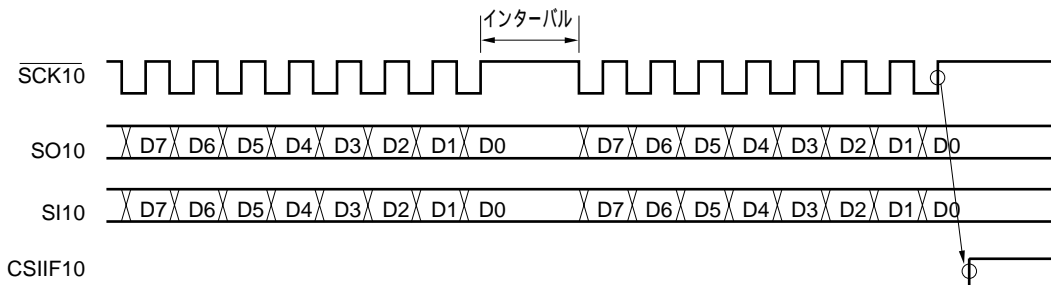 インターバル
SCK10
SO10 D7 D6 D5 D4 D3 D2 D1 D0 D7 D6 D5 D4 D3 D2 D1 D0
SI10 D7 D6 D5 D4 D3 D2 D1 D0 D7 D6 D5 D4 D3 D2 D1 D0
CSIIF10